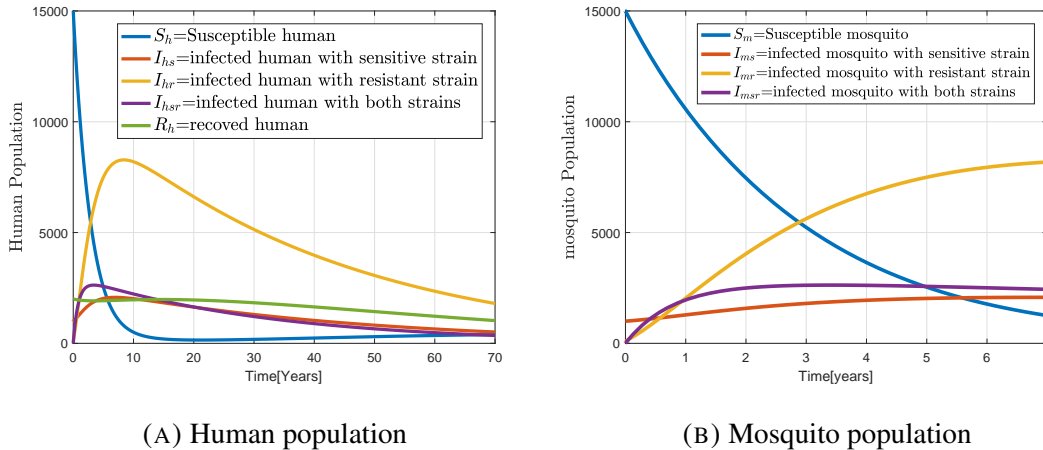 15000
10000
5000
0
0
10
20
30
40
50
60
70
Human Population
Time[Years]
S_h=Susceptible human
I_hs=infected human with sensitive strain
I_hr=infected human with resistant strain
I_hsr=infected human with both strains
R_h=recoved human
(A) Human population
15000
10000
5000
0
0
1
2
3
4
5
6
mosquito Population
Time[years]
S_m=Susceptible mosquito
I_ms=infected mosquito with sensitive strain
I_mr=infected mosquito with resistant strain
I_msr=infected mosquito with both strains
(B) Mosquito population